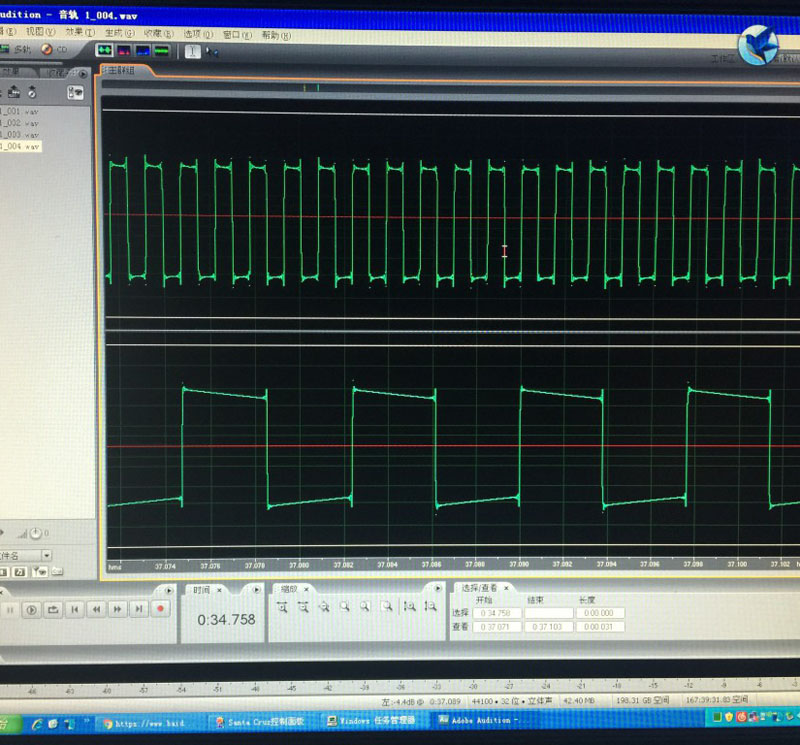 Audition - 音轨 1_004.wav
视图(V) 效果(T) 生成(G) 收藏(R) 选项(O) 窗口(W) 帮助(H)
多轨 CD
主群组
1_001 wav
1_002 wav
1_003 wav
1_004 wav
hms 37.074 37.076 37.078 37.080 37.082 37.084 37.086 37.088 37.090 37.092 37.094 37.096 37.098 37.100 37.102
件名
时间 ×
0:34.758
缩放 ×
选择/查看 ×
开始 结束 长度
选择 0:34.758 0:00.000
查看 0:37.071 0:37.103 0:00.031
-66 -63 -60 -57 -54 -51 -48 -45 -42 -39 -36 -33 -30 -27 -24 -21 -18 -15 -12 -9 -6 -3
左:-4.4dB @ 0:37.089 44100 • 32 位 • 立体声 42.40 MB 198.31 GB 空间 167:39:31.83 空间
https://www baid
Santa Cruz控制面板
Windows 任务管理器
Adobe Audition -